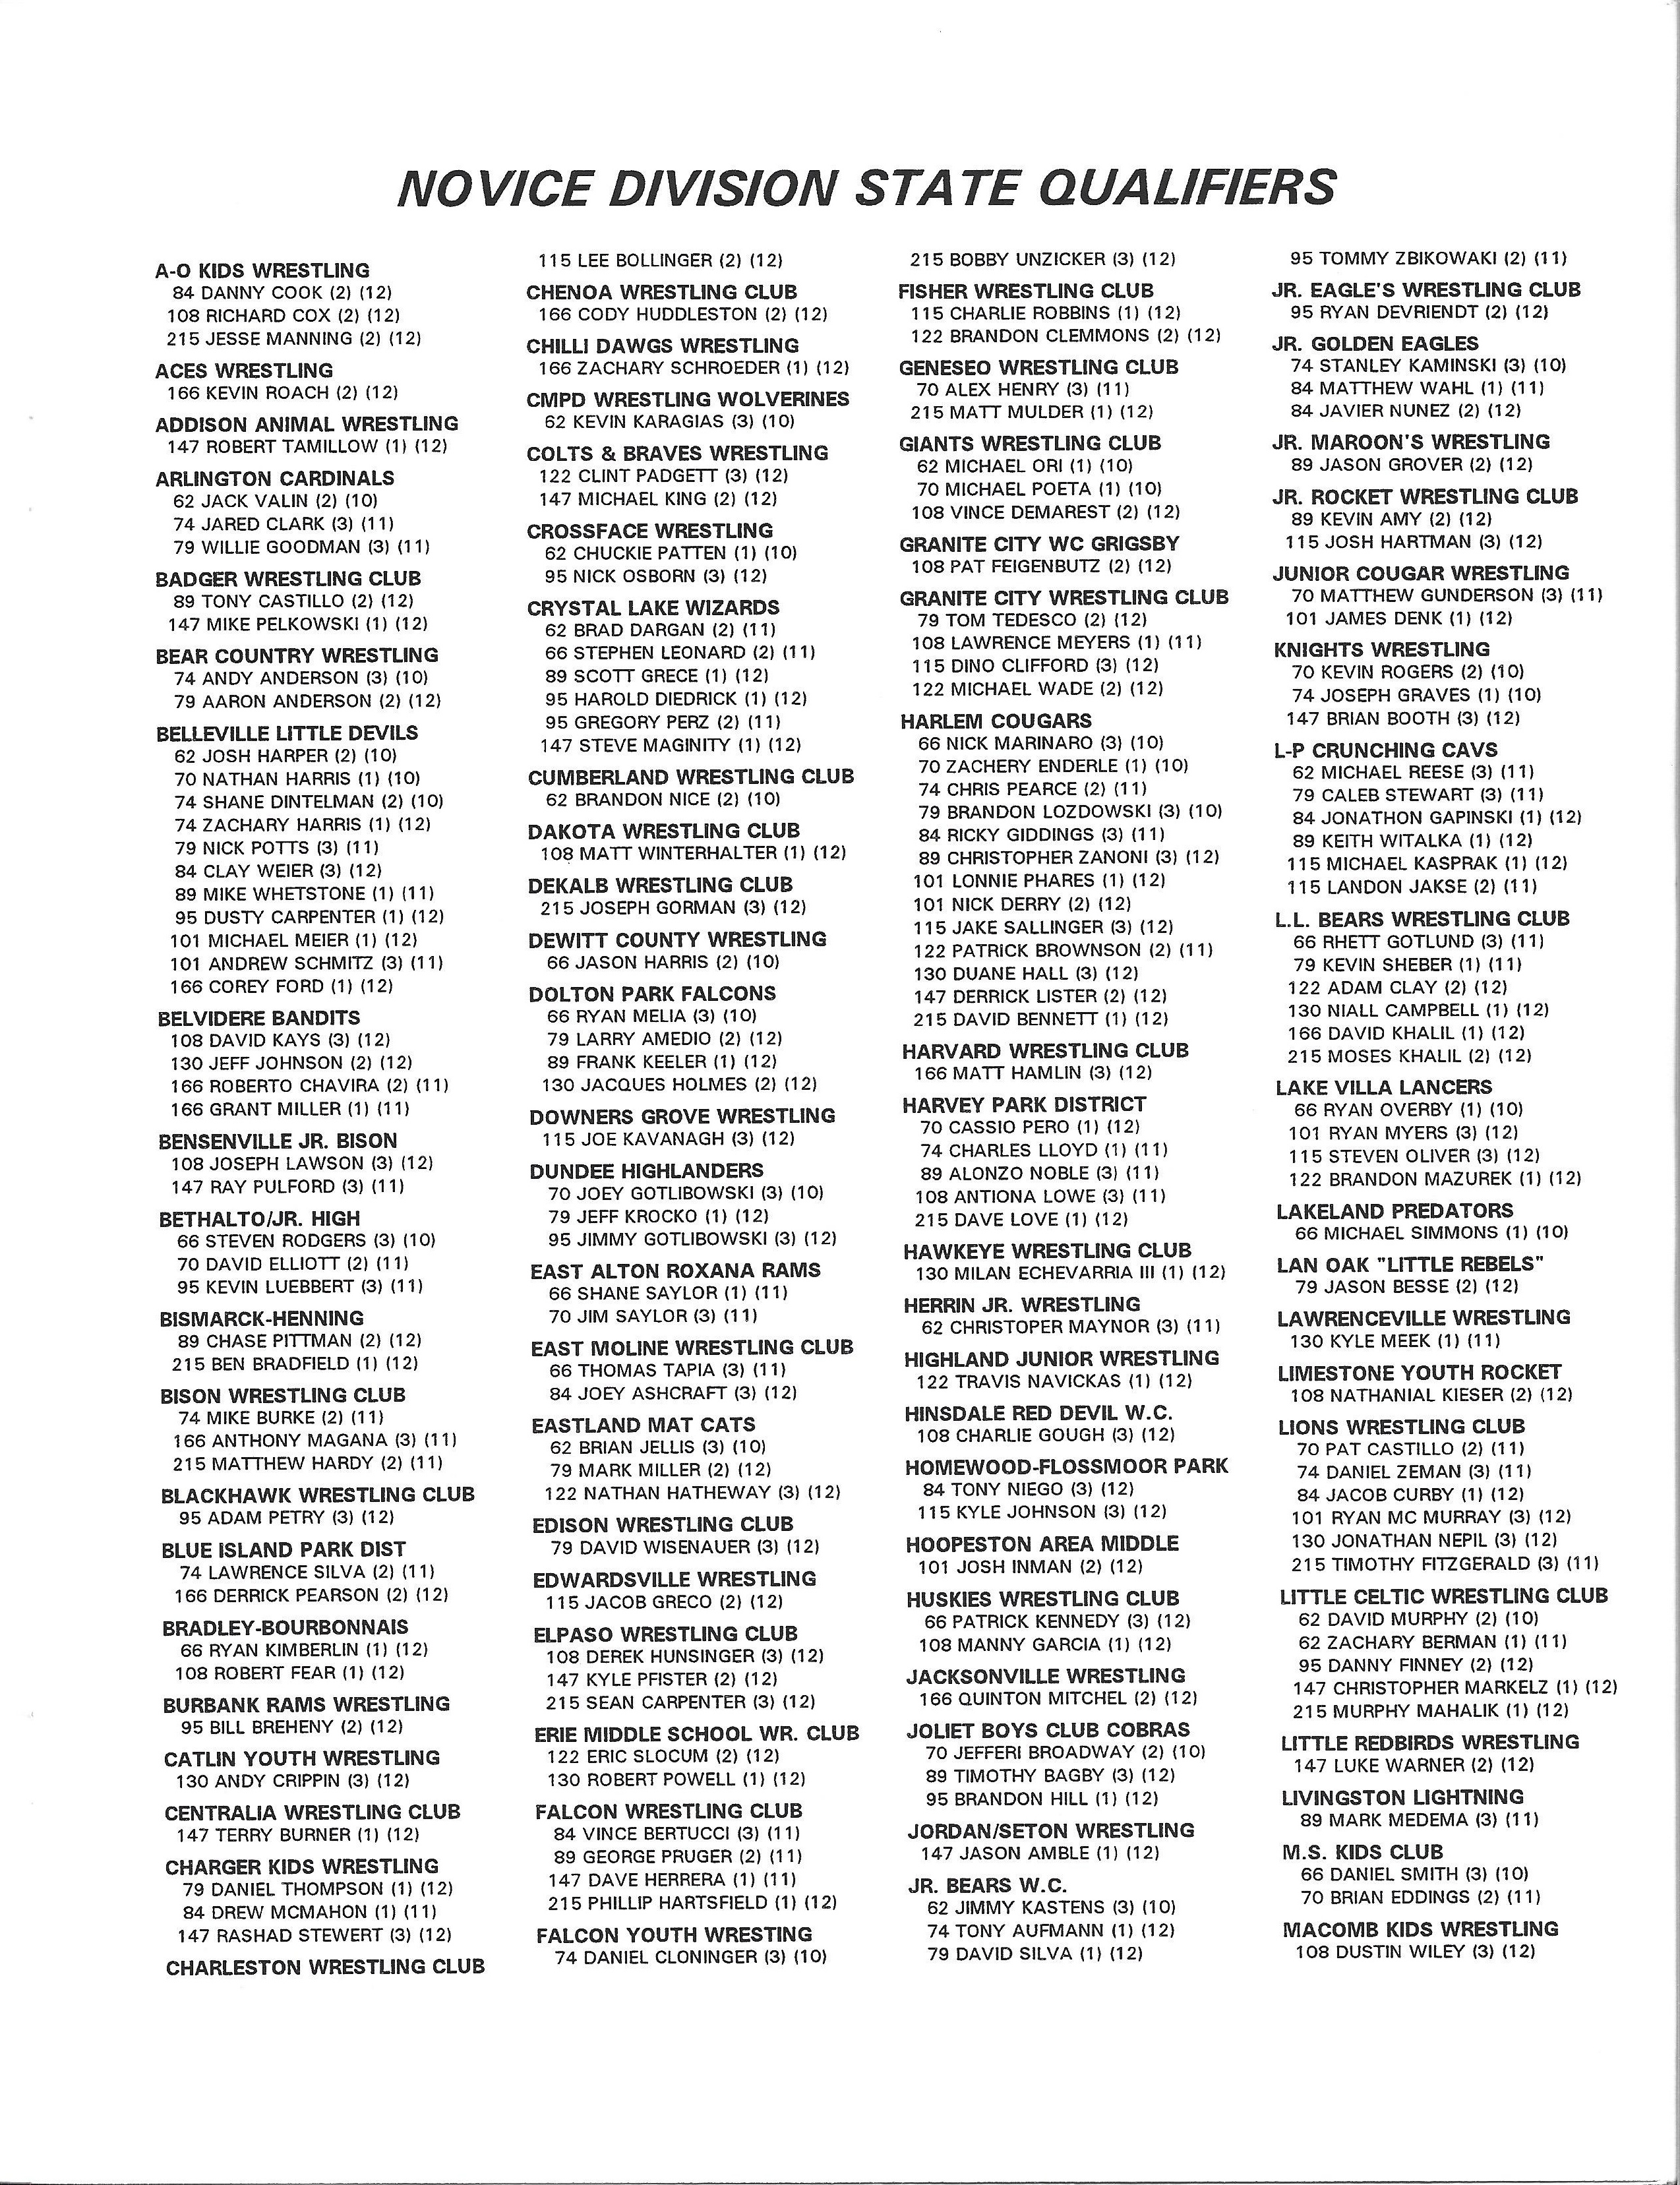 NOVICE DIVISION STATE QUALIFIERS
A-O KIDS WRESTLING
84 DANNY COOK (2) (12)
108 RICHARD COX (2) (12)
215 JESSE MANNING (2) (12)
ACES WRESTLING
166 KEVIN ROACH (2) (12)
ADDISON ANIMAL WRESTLING
147 ROBERT TAMILLOW (1) (12)
ARLINGTON CARDINALS
62 JACK VALIN (2) (10)
74 JARED CLARK (3) (11)
79 WILLIE GOODMAN (3) (11)
BADGER WRESTLING CLUB
89 TONY CASTILLO (2) (12)
147 MIKE PELKOWSKI (1) (12)
BEAR COUNTRY WRESTLING
74 ANDY ANDERSON (3) (10)
79 AARON ANDERSON (2) (12)
BELLEVILLE LITTLE DEVILS
62 JOSH HARPER (2) (10)
70 NATHAN HARRIS (1) (10)
74 SHANE DINTELMAN (2) (10)
74 ZACHARY HARRIS (1) (12)
79 NICK POTTS (3) (11)
84 CLAY WEIER (3) (12)
89 MIKE WHETSTONE (1) (11)
95 DUSTY CARPENTER (1) (12)
101 MICHAEL MEIER (1) (12)
101 ANDREW SCHMITZ (3) (11)
166 COREY FORD (1) (12)
BELVIDERE BANDITS
108 DAVID KAYS (3) (12)
130 JEFF JOHNSON (2) (12)
166 ROBERTO CHAVIRA (2) (11)
166 GRANT MILLER (1) (11)
BENSENVILLE JR. BISON
108 JOSEPH LAWSON (3) (12)
147 RAY PULFORD (3) (11)
BETHALTO/JR. HIGH
66 STEVEN RODGERS (3) (10)
70 DAVID ELLIOTT (2) (11)
95 KEVIN LUEBBERT (3) (11)
BISMARCK-HENNING
89 CHASE PITTMAN (2) (12)
215 BEN BRADFIELD (1) (12)
BISON WRESTLING CLUB
74 MIKE BURKE (2) (11)
166 ANTHONY MAGANA (3) (11)
215 MATTHEW HARDY (2) (11)
BLACKHAWK WRESTLING CLUB
95 ADAM PETRY (3) (12)
BLUE ISLAND PARK DIST
74 LAWRENCE SILVA (2) (11)
166 DERRICK PEARSON (2) (12)
BRADLEY-BOURBONNAIS
66 RYAN KIMBERLIN (1) (12)
108 ROBERT FEAR (1) (12)
BURBANK RAMS WRESTLING
95 BILL BREHENY (2) (12)
CATLIN YOUTH WRESTLING
130 ANDY CRIPPIN (3) (12)
CENTRALIA WRESTLING CLUB
147 TERRY BURNER (1) (12)
CHARGER KIDS WRESTLING
79 DANIEL THOMPSON (1) (12)
84 DREW MCMAHON (1) (11)
147 RASHAD STEWERT (3) (12)
CHARLESTON WRESTLING CLUB
115 LEE BOLLINGER (2) (12)
CHENOA WRESTLING CLUB
166 CODY HUDDLESTON (2) (12)
CHILLI DAWGS WRESTLING
166 ZACHARY SCHROEDER (1) (12)
CMPD WRESTLING WOLVERINES
62 KEVIN KARAGIAS (3) (10)
COLTS & BRAVES WRESTLING
122 CLINT PADGETT (3) (12)
147 MICHAEL KING (2) (12)
CROSSFACE WRESTLING
62 CHUCKIE PATTEN (1) (10)
95 NICK OSBORN (3) (12)
CRYSTAL LAKE WIZARDS
62 BRAD DARGAN (2) (11)
66 STEPHEN LEONARD (2) (11)
89 SCOTT GRECE (1) (12)
95 HAROLD DIEDRICK (1) (12)
95 GREGORY PERZ (2) (11)
147 STEVE MAGINITY (1) (12)
CUMBERLAND WRESTLING CLUB
62 BRANDON NICE (2) (10)
DAKOTA WRESTLING CLUB
108 MATT WINTERHALTER (1) (12)
DEKALB WRESTLING CLUB
215 JOSEPH GORMAN (3) (12)
DEWITT COUNTY WRESTLING
66 JASON HARRIS (2) (10)
DOLTON PARK FALCONS
66 RYAN MELIA (3) (10)
79 LARRY AMEDIO (2) (12)
89 FRANK KEELER (1) (12)
130 JACQUES HOLMES (2) (12)
DOWNERS GROVE WRESTLING
115 JOE KAVANAGH (3) (12)
DUNDEE HIGHLANDERS
70 JOEY GOTLIBOWSKI (3) (10)
79 JEFF KROCKO (1) (12)
95 JIMMY GOTLIBOWSKI (3) (12)
EAST ALTON ROXANA RAMS
66 SHANE SAYLOR (1) (11)
70 JIM SAYLOR (3) (11)
EAST MOLINE WRESTLING CLUB
66 THOMAS TAPIA (3) (11)
84 JOEY ASHCRAFT (3) (12)
EASTLAND MAT CATS
62 BRIAN JELLIS (3) (10)
79 MARK MILLER (2) (12)
122 NATHAN HATHEWAY (3) (12)
EDISON WRESTLING CLUB
79 DAVID WISENAUER (3) (12)
EDWARDSVILLE WRESTLING
115 JACOB GRECO (2) (12)
ELPASO WRESTLING CLUB
108 DEREK HUNSINGER (3) (12)
147 KYLE PFISTER (2) (12)
215 SEAN CARPENTER (3) (12)
ERIE MIDDLE SCHOOL WR. CLUB
122 ERIC SLOCUM (2) (12)
130 ROBERT POWELL (1) (12)
FALCON WRESTLING CLUB
84 VINCE BERTUCCI (3) (11)
89 GEORGE PRUGER (2) (11)
147 DAVE HERRERA (1) (11)
215 PHILLIP HARTSFIELD (1) (12)
FALCON YOUTH WRESTING
74 DANIEL CLONINGER (3) (10)
215 BOBBY UNZICKER (3) (12)
FISHER WRESTLING CLUB
115 CHARLIE ROBBINS (1) (12)
122 BRANDON CLEMMONS (2) (12)
GENESEO WRESTLING CLUB
70 ALEX HENRY (3) (11)
215 MATT MULDER (1) (12)
GIANTS WRESTLING CLUB
62 MICHAEL ORI (1) (10)
70 MICHAEL POETA (1) (10)
108 VINCE DEMAREST (2) (12)
GRANITE CITY WC GRIGSBY
108 PAT FEIGENBUTZ (2) (12)
GRANITE CITY WRESTLING CLUB
79 TOM TEDESCO (2) (12)
108 LAWRENCE MEYERS (1) (11)
115 DINO CLIFFORD (3) (12)
122 MICHAEL WADE (2) (12)
HARLEM COUGARS
66 NICK MARINARO (3) (10)
70 ZACHERY ENDERLE (1) (10)
74 CHRIS PEARCE (2) (11)
79 BRANDON LOZDOWSKI (3) (10)
84 RICKY GIDDINGS (3) (11)
89 CHRISTOPHER ZANONI (3) (12)
101 LONNIE PHARES (1) (12)
101 NICK DERRY (2) (12)
115 JAKE SALLINGER (3) (12)
122 PATRICK BROWNSON (2) (11)
130 DUANE HALL (3) (12)
147 DERRICK LISTER (2) (12)
215 DAVID BENNETT (1) (12)
HARVARD WRESTLING CLUB
166 MATT HAMLIN (3) (12)
HARVEY PARK DISTRICT
70 CASSIO PERO (1) (12)
74 CHARLES LLOYD (1) (11)
89 ALONZO NOBLE (3) (11)
108 ANTIONA LOWE (3) (11)
215 DAVE LOVE (1) (12)
HAWKEYE WRESTLING CLUB
130 MILAN ECHEVARRIA III (1) (12)
HERRIN JR. WRESTLING
62 CHRISTOPER MAYNOR (3) (11)
HIGHLAND JUNIOR WRESTLING
122 TRAVIS NAVICKAS (1) (12)
HINSDALE RED DEVIL W.C.
108 CHARLIE GOUGH (3) (12)
HOMEWOOD-FLOSSMOOR PARK
84 TONY NIEGO (3) (12)
115 KYLE JOHNSON (3) (12)
HOOPESTON AREA MIDDLE
101 JOSH INMAN (2) (12)
HUSKIES WRESTLING CLUB
66 PATRICK KENNEDY (3) (12)
108 MANNY GARCIA (1) (12)
JACKSONVILLE WRESTLING
166 QUINTON MITCHEL (2) (12)
JOLIET BOYS CLUB COBRAS
70 JEFFERI BROADWAY (2) (10)
89 TIMOTHY BAGBY (3) (12)
95 BRANDON HILL (1) (12)
JORDAN/SETON WRESTLING
147 JASON AMBLE (1) (12)
JR. BEARS W.C.
62 JIMMY KASTENS (3) (10)
74 TONY AUFMANN (1) (12)
79 DAVID SILVA (1) (12)
95 TOMMY ZBIKOWAKI (2) (11)
JR. EAGLE'S WRESTLING CLUB
95 RYAN DEVRIENDT (2) (12)
JR. GOLDEN EAGLES
74 STANLEY KAMINSKI (3) (10)
84 MATTHEW WAHL (1) (11)
84 JAVIER NUNEZ (2) (12)
JR. MAROON'S WRESTLING
89 JASON GROVER (2) (12)
JR. ROCKET WRESTLING CLUB
89 KEVIN AMY (2) (12)
115 JOSH HARTMAN (3) (12)
JUNIOR COUGAR WRESTLING
70 MATTHEW GUNDERSON (3) (11)
101 JAMES DENK (1) (12)
KNIGHTS WRESTLING
70 KEVIN ROGERS (2) (10)
74 JOSEPH GRAVES (1) (10)
147 BRIAN BOOTH (3) (12)
L-P CRUNCHING CAVS
62 MICHAEL REESE (3) (11)
79 CALEB STEWART (3) (11)
84 JONATHON GAPINSKI (1) (12)
89 KEITH WITALKA (1) (12)
115 MICHAEL KASPRAK (1) (12)
115 LANDON JAKSE (2) (11)
L.L. BEARS WRESTLING CLUB
66 RHETT GOTLUND (3) (11)
79 KEVIN SHEBER (1) (11)
122 ADAM CLAY (2) (12)
130 NIALL CAMPBELL (1) (12)
166 DAVID KHALIL (1) (12)
215 MOSES KHALIL (2) (12)
LAKE VILLA LANCERS
66 RYAN OVERBY (1) (10)
101 RYAN MYERS (3) (12)
115 STEVEN OLIVER (3) (12)
122 BRANDON MAZUREK (1) (12)
LAKELAND PREDATORS
66 MICHAEL SIMMONS (1) (10)
LAN OAK "LITTLE REBELS"
79 JASON BESSE (2) (12)
LAWRENCEVILLE WRESTLING
130 KYLE MEEK (1) (11)
LIMESTONE YOUTH ROCKET
108 NATHANIAL KIESER (2) (12)
LIONS WRESTLING CLUB
70 PAT CASTILLO (2) (11)
74 DANIEL ZEMAN (3) (11)
84 JACOB CURBY (1) (12)
101 RYAN MC MURRAY (3) (12)
130 JONATHAN NEPIL (3) (12)
215 TIMOTHY FITZGERALD (3) (11)
LITTLE CELTIC WRESTLING CLUB
62 DAVID MURPHY (2) (10)
62 ZACHARY BERMAN (1) (11)
95 DANNY FINNEY (2) (12)
147 CHRISTOPHER MARKELZ (1) (12)
215 MURPHY MAHALIK (1) (12)
LITTLE REDBIRDS WRESTLING
147 LUKE WARNER (2) (12)
LIVINGSTON LIGHTNING
89 MARK MEDEMA (3) (11)
M.S. KIDS CLUB
66 DANIEL SMITH (3) (10)
70 BRIAN EDDINGS (2) (11)
MACOMB KIDS WRESTLING
108 DUSTIN WILEY (3) (12)